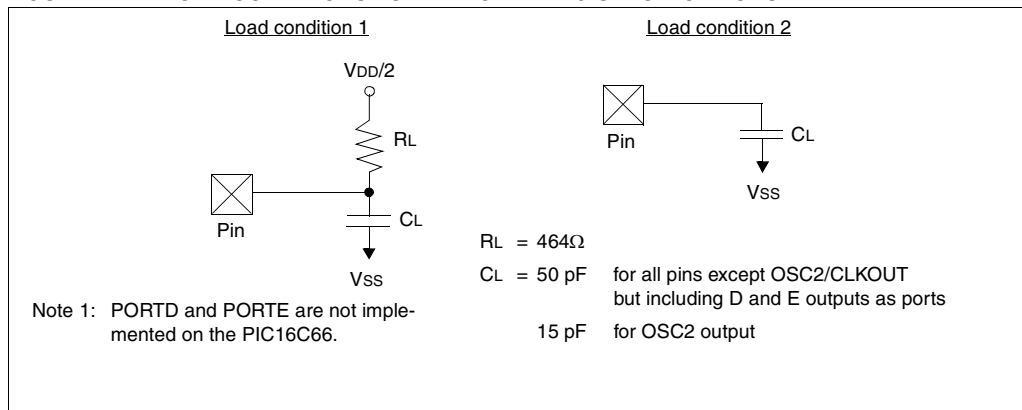 Load condition 1
VDD/2
RL
Pin
CL
VSS
Note 1: PORTD and PORTE are not imple-
mented on the PIC16C66.
Load condition 2
Pin
CL
VSS
RL = 464Ω
CL = 50 pF for all pins except OSC2/CLKOUT
but including D and E outputs as ports
15 pF for OSC2 output